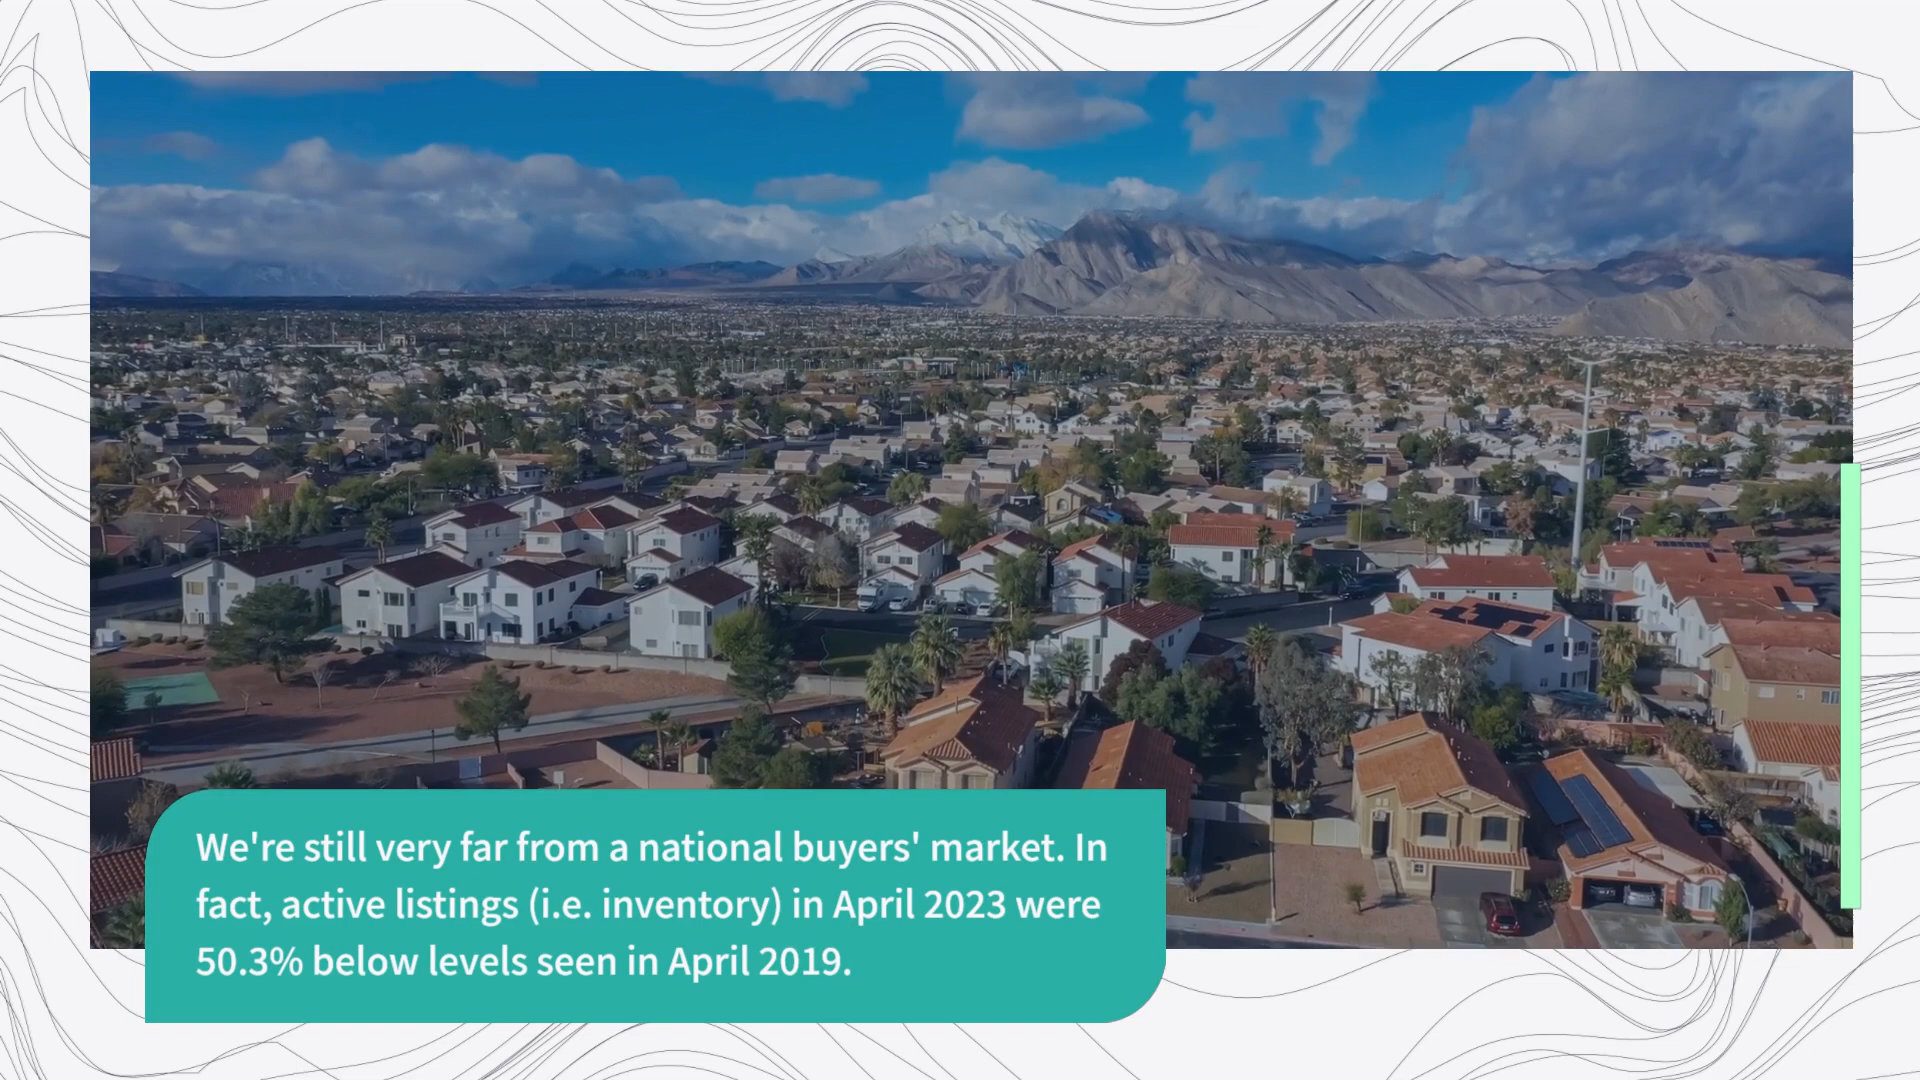 We're still very far from a national buyers' market. In
fact, active listings (i.e. inventory) in April 2023 were
50.3% below levels seen in April 2019.